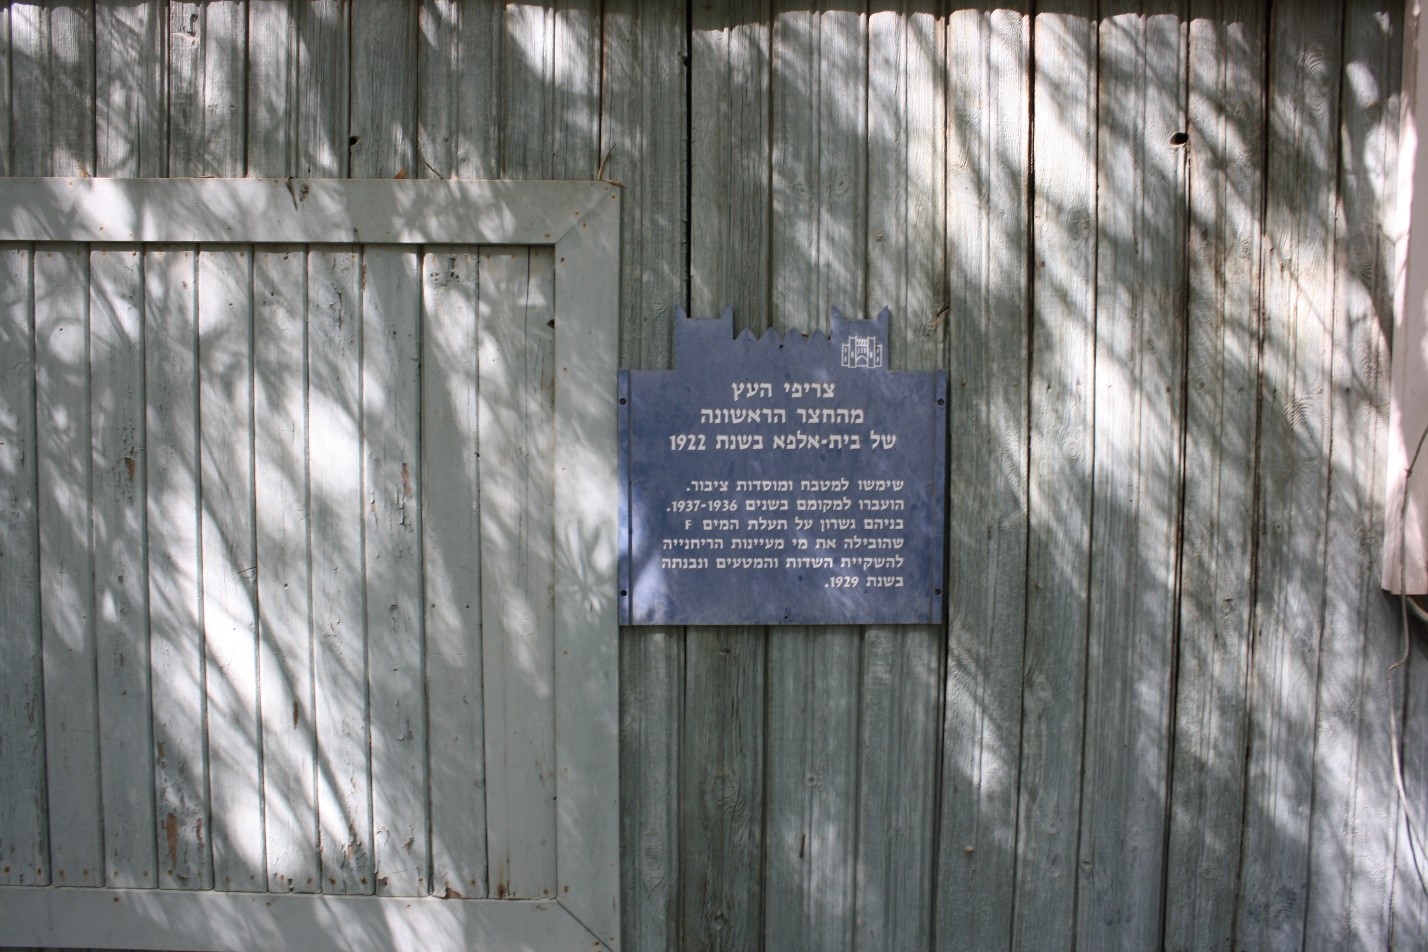 צריפי העץ
מהחצר הראשונה
של בית-אלפא בשנת 1922
שימשו למטבח ומוסדות ציבור.
הועברו למקומם בשנים 1937-1936.
בניהם גשרון על תעלת המים F
שהובילה את מי מעיינות הריחנייה
להשקיית השדות והמטעים ונבנתה
בשנת 1929.